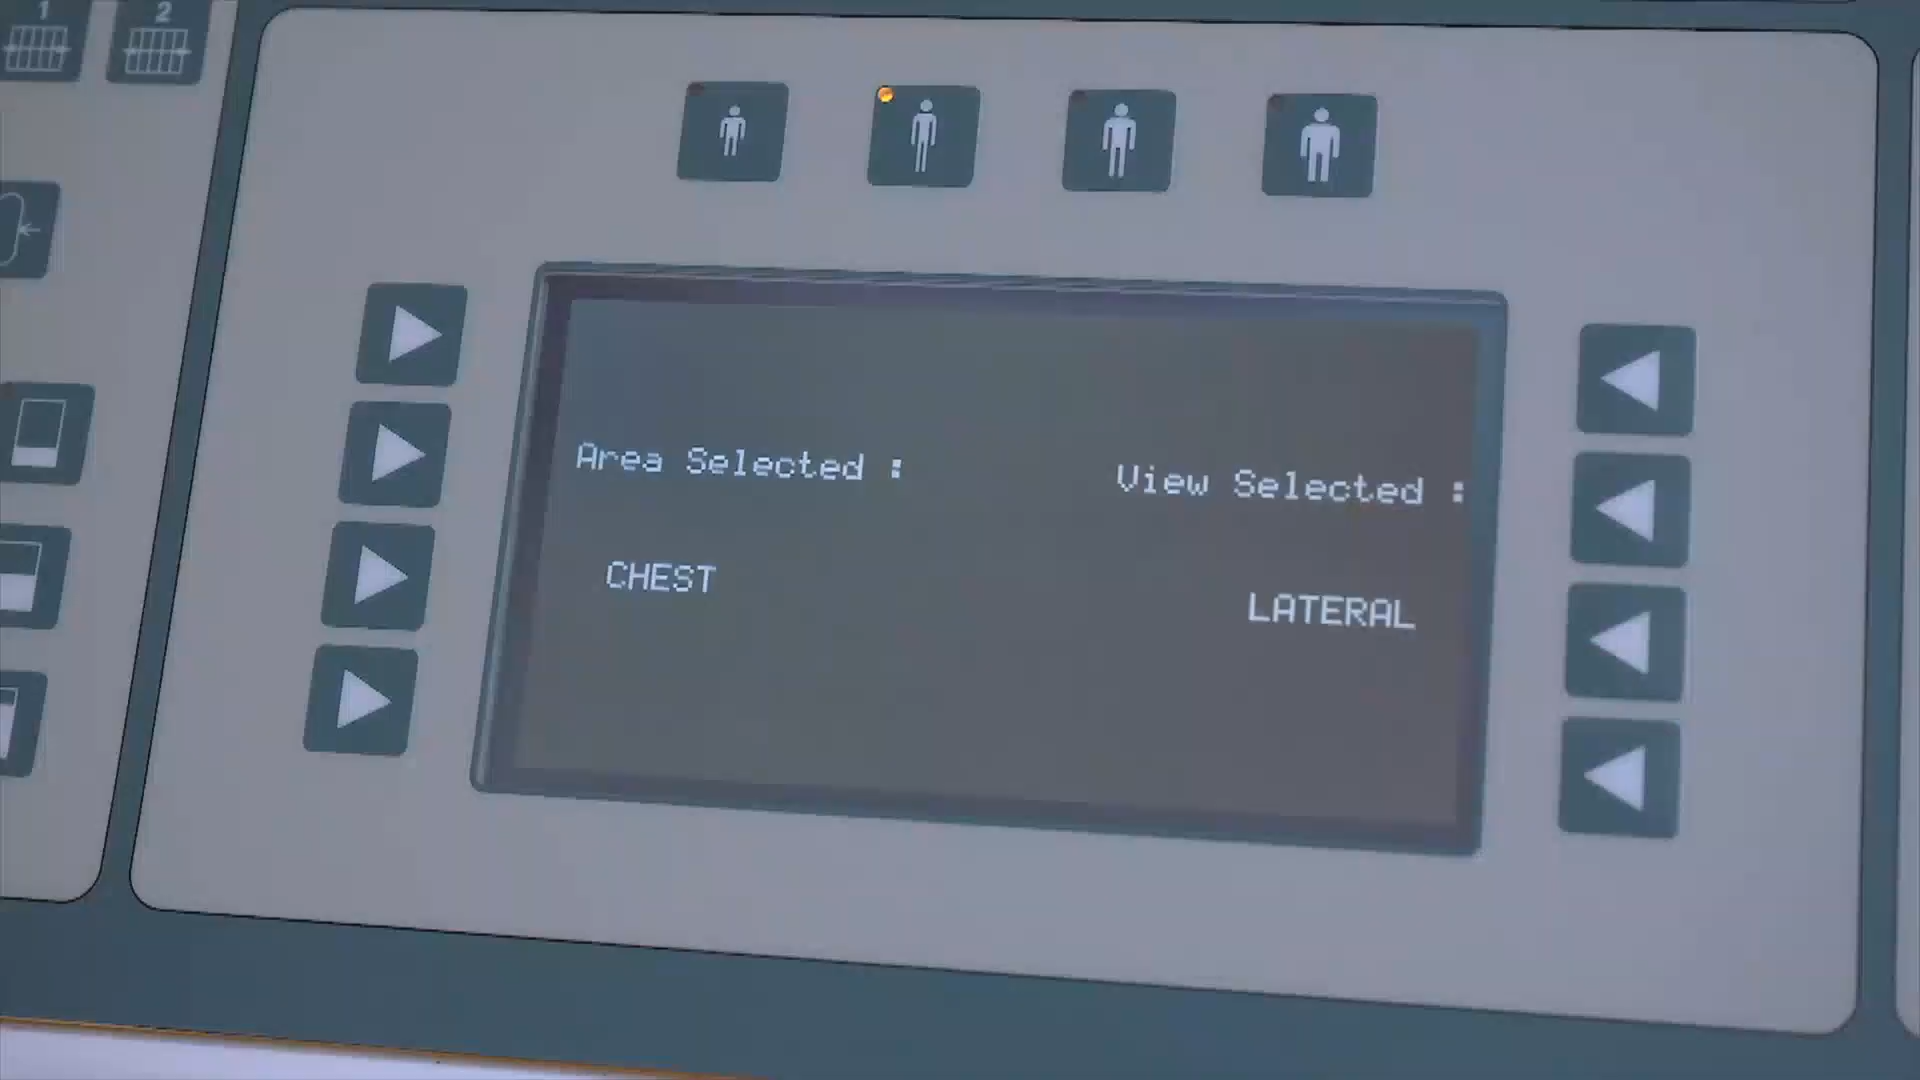 1 2
Area Selected :
View Selected :
CHEST
LATERAL